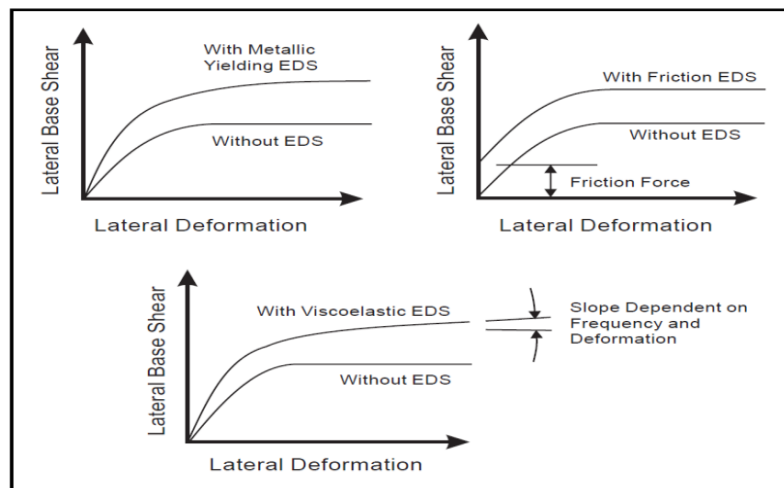 Lateral Base Shear
With Metallic
Yielding EDS
Without EDS
Lateral Deformation
Lateral Base Shear
With Friction EDS
Without EDS
Friction Force
Lateral Deformation
Lateral Base Shear
With Viscoelastic EDS
Without EDS
Slope Dependent on
Frequency and
Deformation
Lateral Deformation